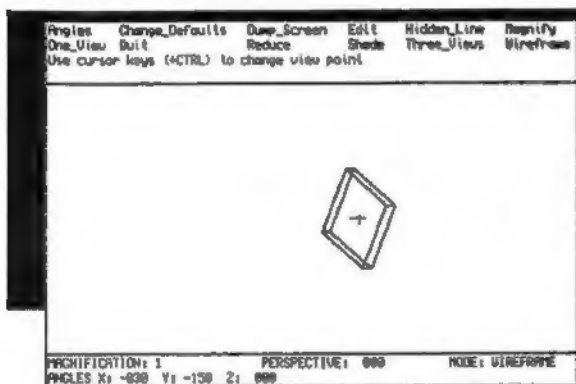 Angles Change_Defaults Dump_Screen Edit Hidden_Line Magnify
One_View Quit Reduce Shade Three_Views Wireframe
Use cursor keys (+CTRL) to change view point
MAGNIFICATION: 1 PERSPECTIVE: 000 MODE: WIREFRAME
ANGLES X: -030 Y: -150 Z: 000